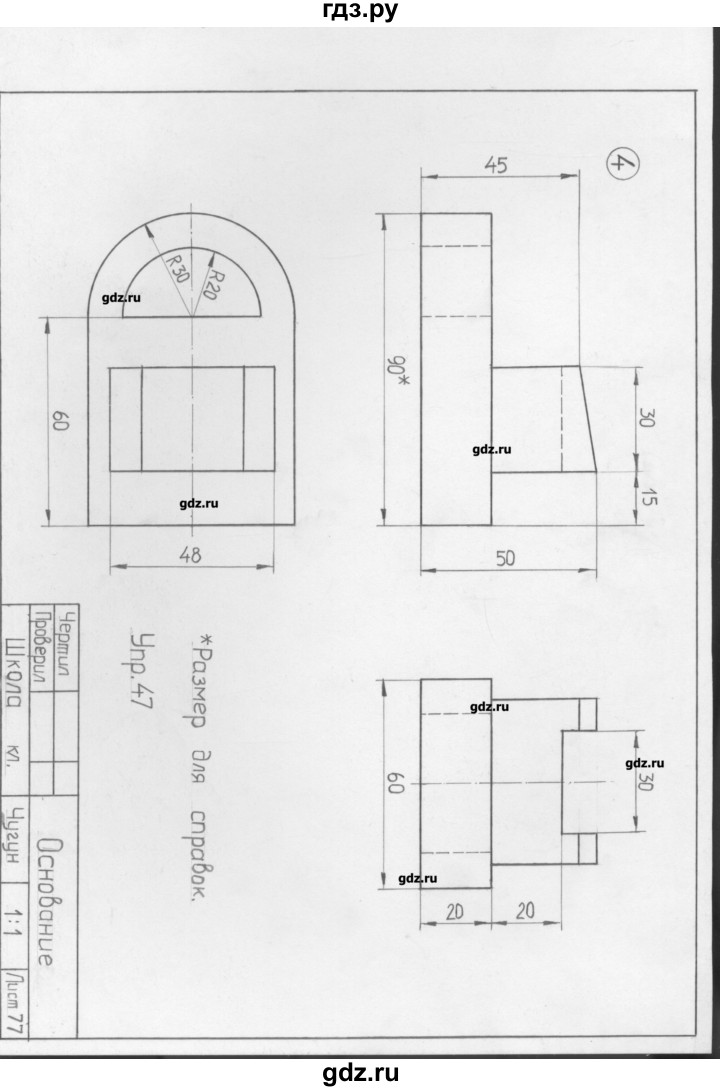 гдз.ру
4
45
R30
R20
gdz.ru
60
90*
gdz.ru
30
15
gdz.ru
48
50
*Размер для справок.
Упр. 47
gdz.ru
60
gdz.ru
30
gdz.ru
20
20
Чертил
Проверил
Школа кл.
Основание
Чугун
1:1
Лист 77
gdz.ru